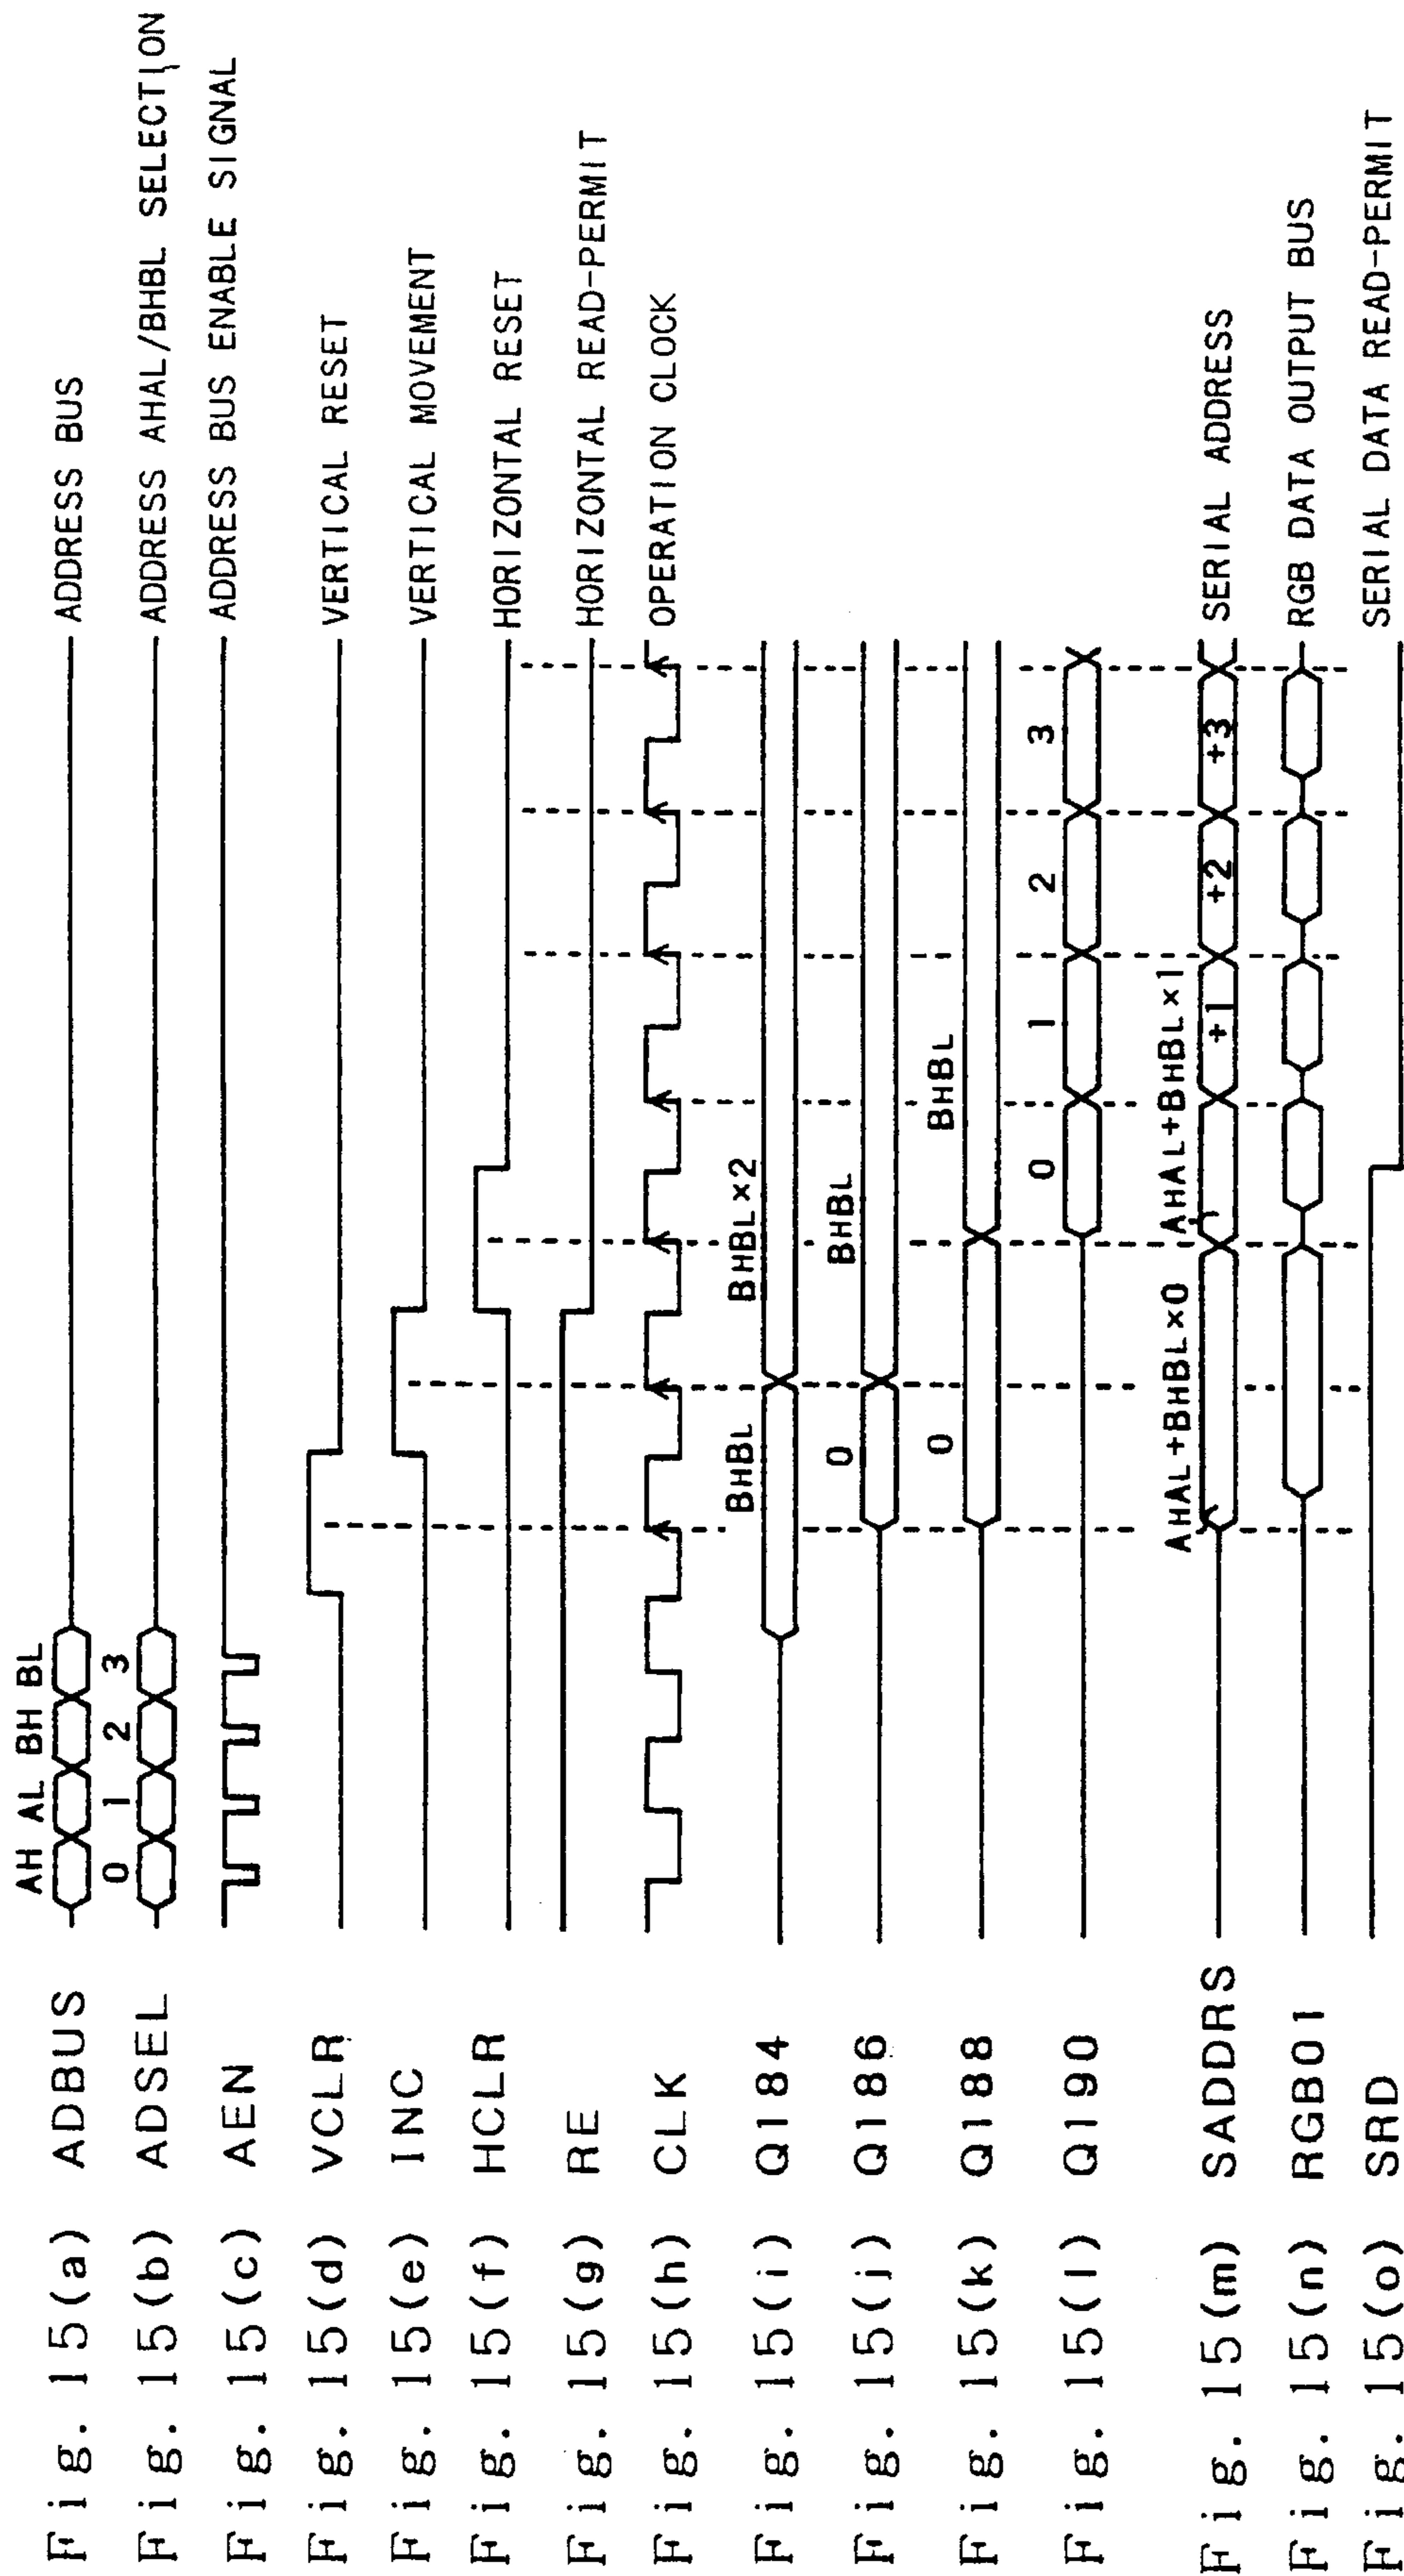 AH AL BH BL
Fig. 15(a) ADBUS ADDRESS BUS
0 1 2 3
Fig. 15(b) ADSEL ADDRESS AHAL/BHBL SELECTION
Fig. 15(c) AEN ADDRESS BUS ENABLE SIGNAL
Fig. 15(d) VCLR VERTICAL RESET
Fig. 15(e) INC VERTICAL MOVEMENT
Fig. 15(f) HCLR HORIZONTAL RESET
Fig. 15(g) RE HORIZONTAL READ-PERMIT
Fig. 15(h) CLK OPERATION CLOCK
BHBL BHBL×2
Fig. 15(i) Q184
0 BHBL
Fig. 15(j) Q186
0 BHBL
Fig. 15(k) Q188
0 1 2 3
Fig. 15(l) Q190
AHAL+BHBL×0 AHAL+BHBL×1
Fig. 15(m) SADDRS +1 +2 +3 SERIAL ADDRESS
Fig. 15(n) RGB01 RGB DATA OUTPUT BUS
Fig. 15(o) SRD SERIAL DATA READ-PERMIT